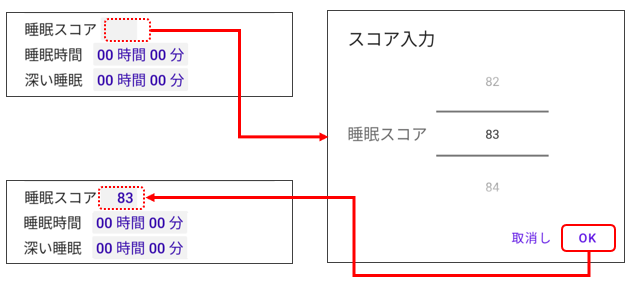 睡眠スコア
睡眠時間 00 時間 00 分
深い睡眠 00 時間 00 分
スコア入力
82
睡眠スコア 83
84
取消し OK
睡眠スコア 83
睡眠時間 00 時間 00 分
深い睡眠 00 時間 00 分